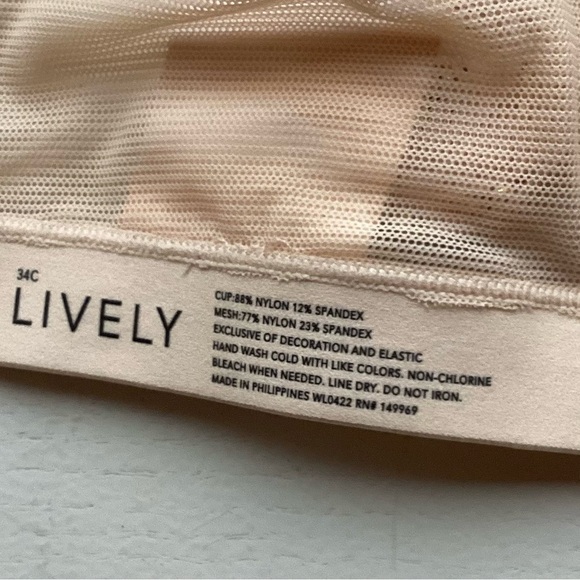 34C
LIVELY
CUP:88% NYLON 12% SPANDEX
MESH:77% NYLON 23% SPANDEX
EXCLUSIVE OF DECORATION AND ELASTIC
HAND WASH COLD WITH LIKE COLORS. NON-CHLORINE
BLEACH WHEN NEEDED. LINE DRY. DO NOT IRON.
MADE IN PHILIPPINES WL0422 RN# 149969